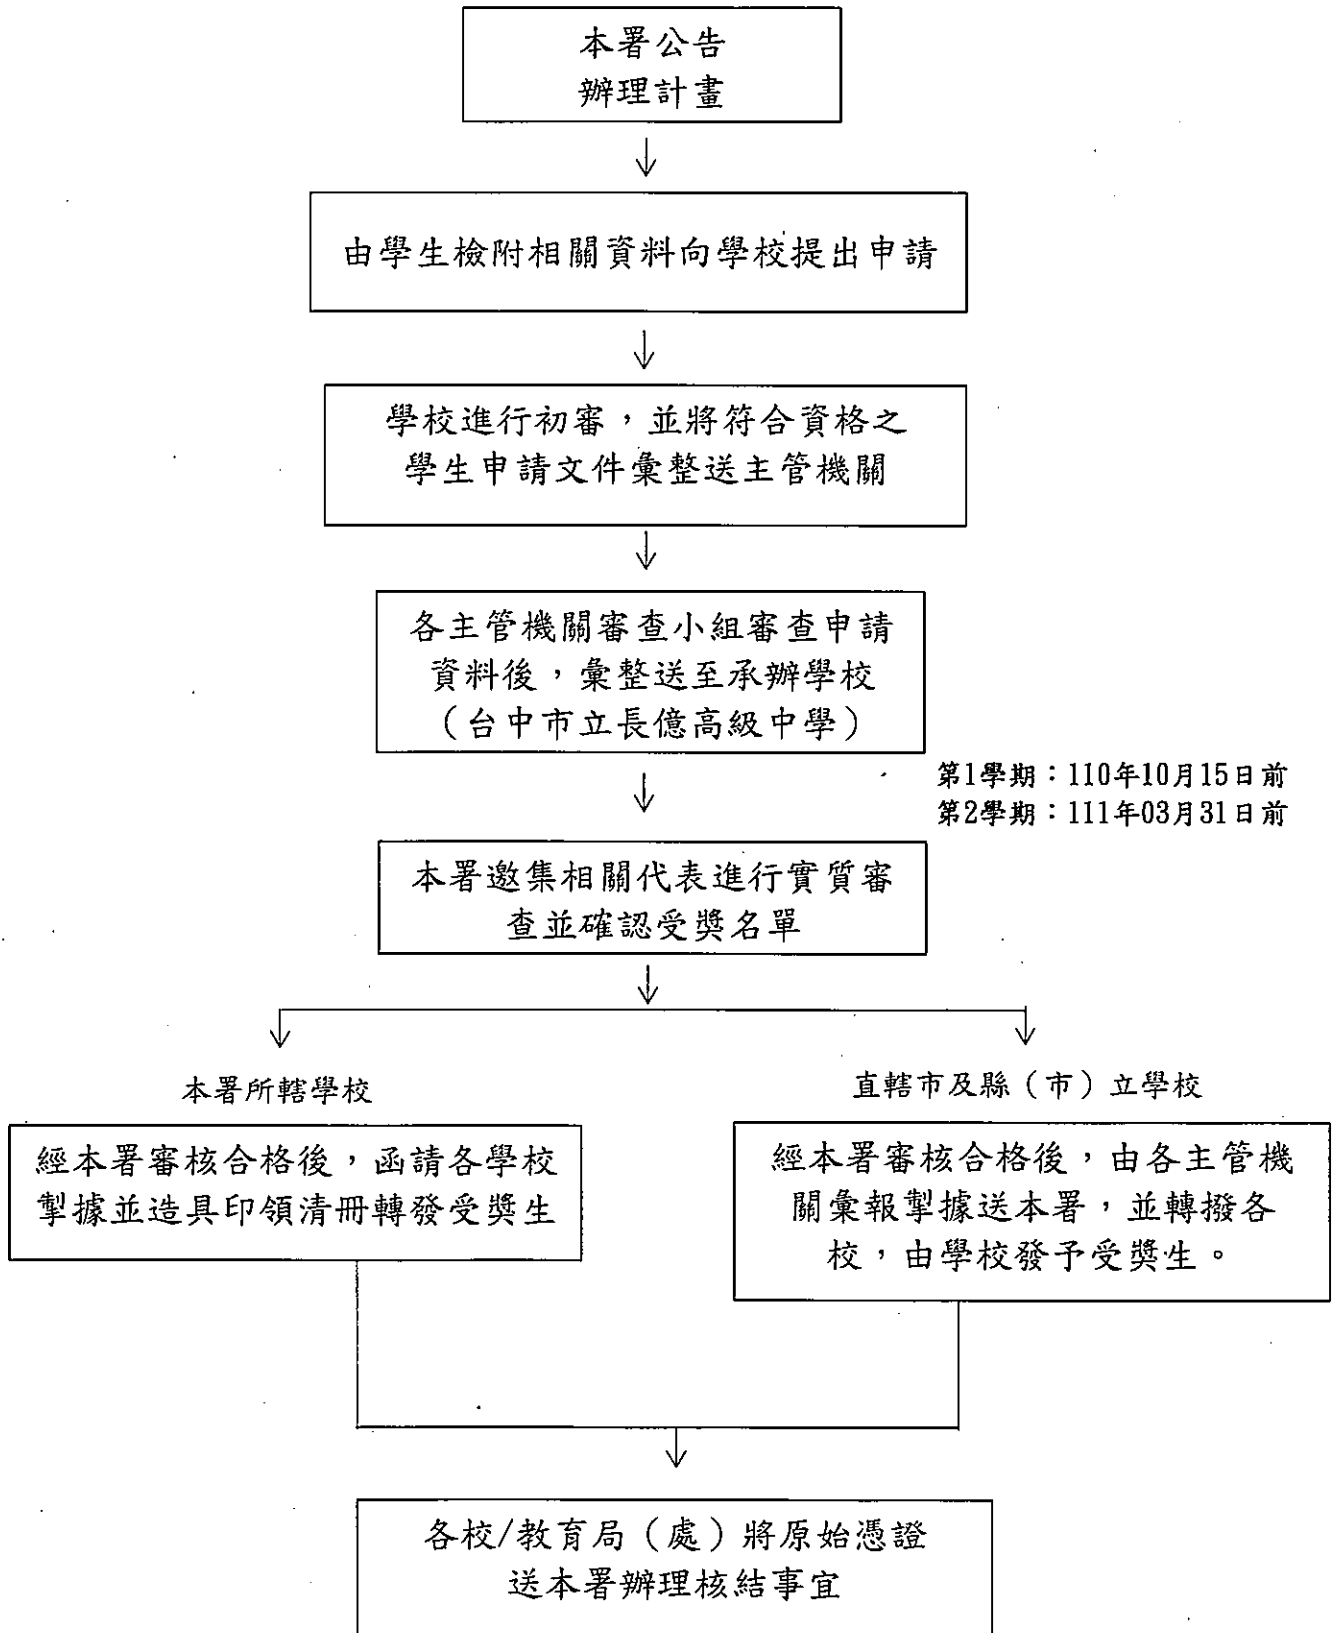 本署公告
辦理計畫
由學生檢附相關資料向學校提出申請
學校進行初審，並將符合資格之
學生申請文件彙整送主管機關
各主管機關審查小組審查申請
資料後，彙整送至承辦學校
（台中市立長億高級中學）
第1學期：110年10月15日前
第2學期：111年03月31日前
本署邀集相關代表進行實質審
查並確認受獎名單
本署所轄學校
經本署審核合格後，函請各學校
掣據並造具印領清冊轉發受獎生
直轄市及縣（市）立學校
經本署審核合格後，由各主管機
關彙報掣據送本署，並轉撥各
校，由學校發予受獎生。
各校/教育局（處）將原始憑證
送本署辦理核結事宜